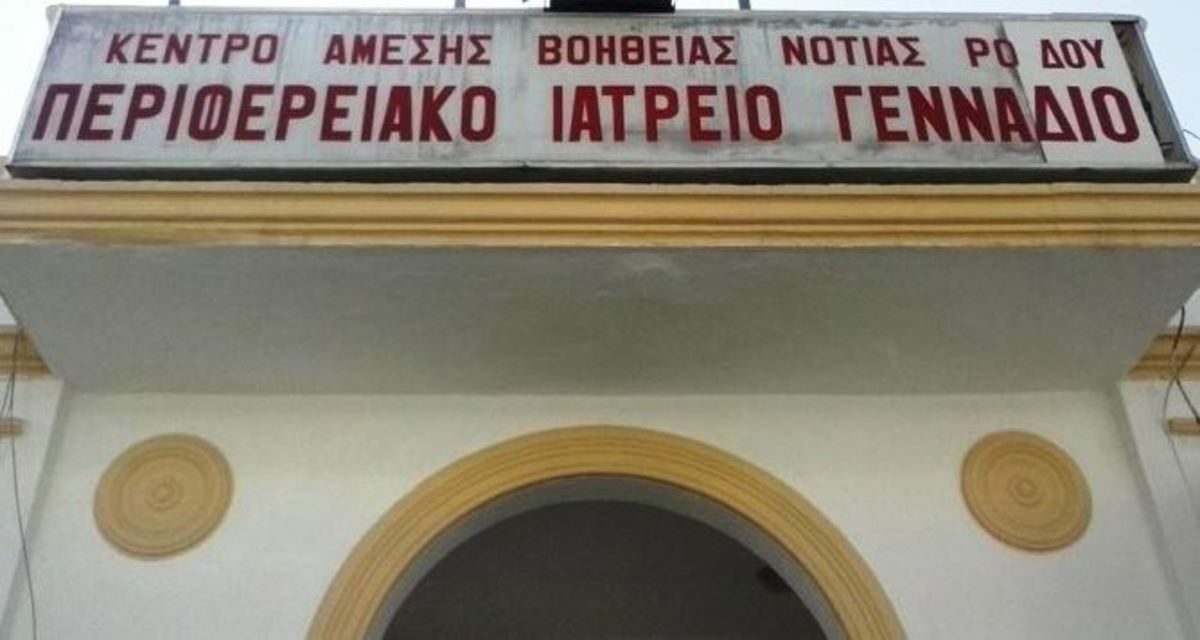 ΚΕΝΤΡΟ ΑΜΕΣΗΣ ΒΟΗΘΕΙΑΣ ΝΟΤΙΑΣ ΡΟ ΔΟΥ
ΠΕΡΙΦΕΡΕΙΑΚΟ ΙΑΤΡΕΙΟ ΓΕΝΝΑΔΙΟ